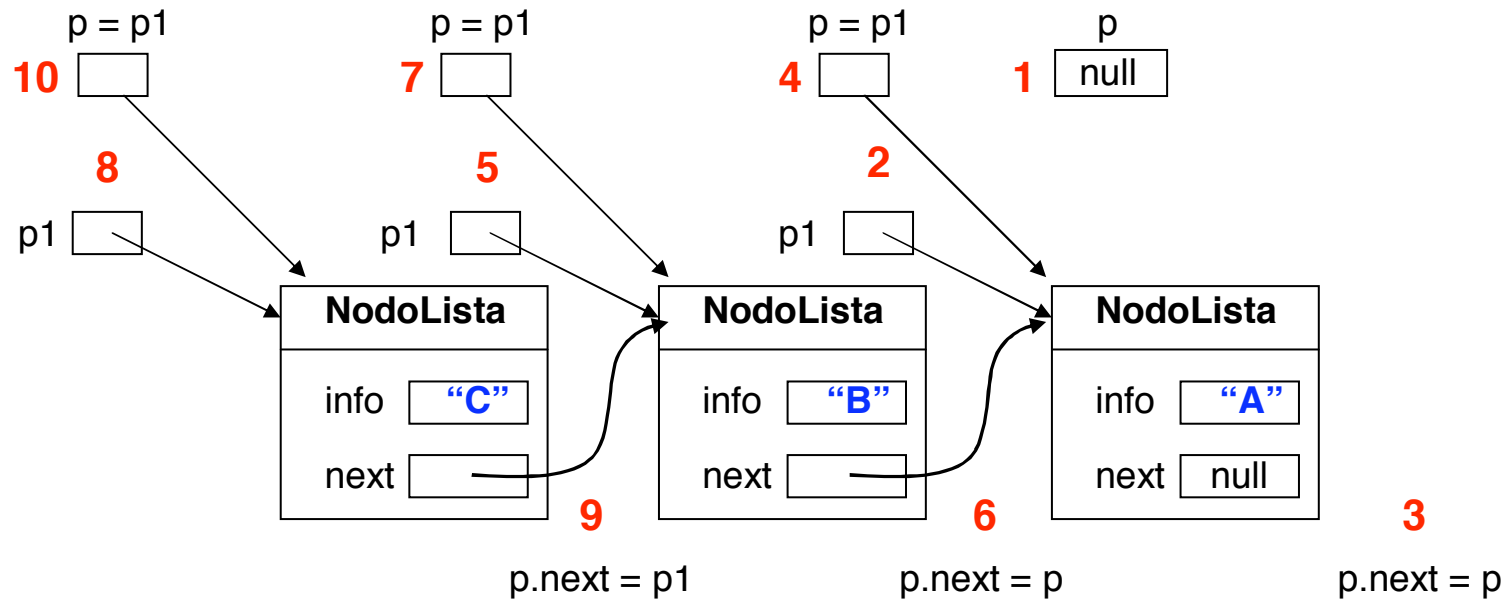 p = p1 p = p1 p = p1 p
10 7 4 1 null
8 5 2
p1 p1 p1
NodoLista NodoLista NodoLista
info “C” info “B” info “A”
next next next null
9 6 3
p.next = p1 p.next = p p.next = p